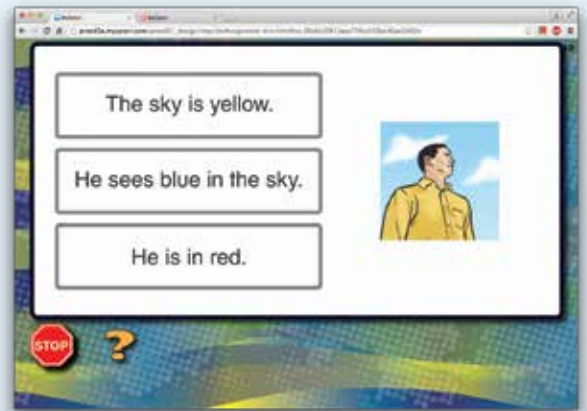 The sky is yellow.
He sees blue in the sky.
He is in red.
STOP
?